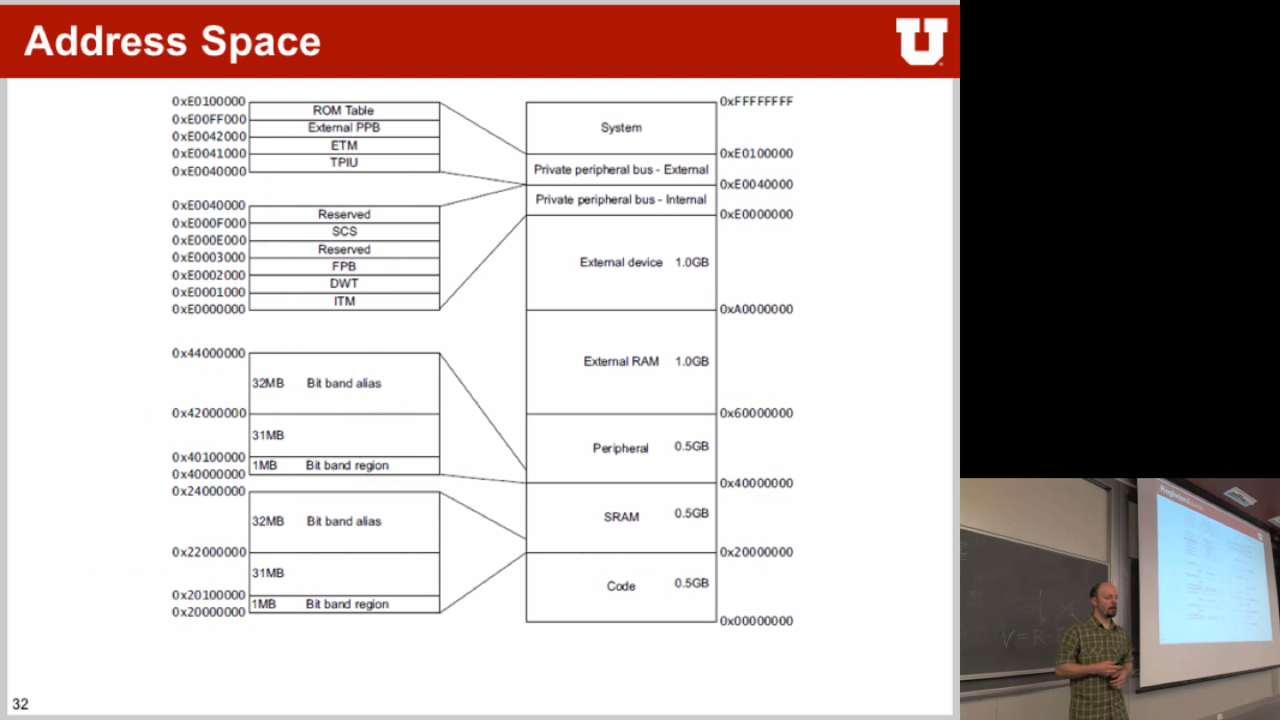 Address Space
U
0xE0100000
ROM Table
0xE00FF000
External PPB
0xE0042000
ETM
0xE0041000
TPIU
0xE0040000
0xE0040000
Reserved
0xE000F000
SCS
0xE000E000
Reserved
0xE0003000
FPB
0xE0002000
DWT
0xE0001000
ITM
0xE0000000
0x44000000
32MB Bit band alias
0x42000000
31MB
0x40100000
1MB Bit band region
0x40000000
0x24000000
32MB Bit band alias
0x22000000
31MB
0x20100000
1MB Bit band region
0x20000000
0xFFFFFFFF
System
0xE0100000
Private peripheral bus - External
0xE0040000
Private peripheral bus - Internal
0xE0000000
External device 1.0GB
0xA0000000
External RAM 1.0GB
0x60000000
Peripheral 0.5GB
0x40000000
SRAM 0.5GB
0x20000000
Code 0.5GB
0x00000000
32